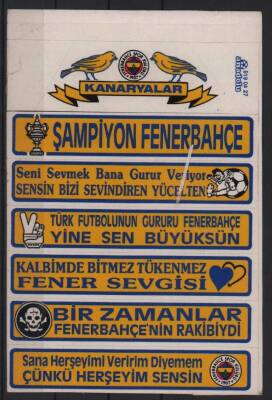 KANARYALAR
ŞAMPİYON FENERBAHÇE
Seni Sevmek Bana Gurur Veriyor
SENSİN BİZİ SEVİNDİREN YÜCELTEN
TÜRK FUTBOLUNUN GURURU FENERBAHÇE
YİNE SEN BÜYÜKSÜN
KALBİMDE BİTMEZ TÜKENMEZ
FENER SEVGİSİ
BİR ZAMANLAR
FENERBAHÇE'NİN RAKİBİYDİ
Sana Herşeyimi Veririm Diyemem
ÇÜNKÜ HERŞEYİM SENSİN